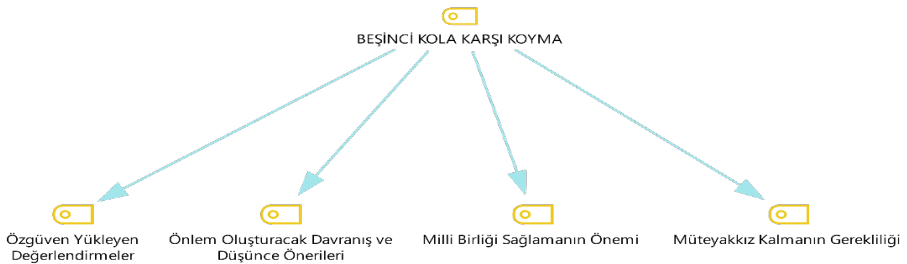 BEŞİNCİ KOLA KARŞI KOYMA
Özgüven Yükleyen
Değerlendirmeler
Önlem Oluşturacak Davranış ve
Düşünce Önerileri
Milli Birliği Sağlamanın Önemi
Müteyakkız Kalmanın Gerekliliği